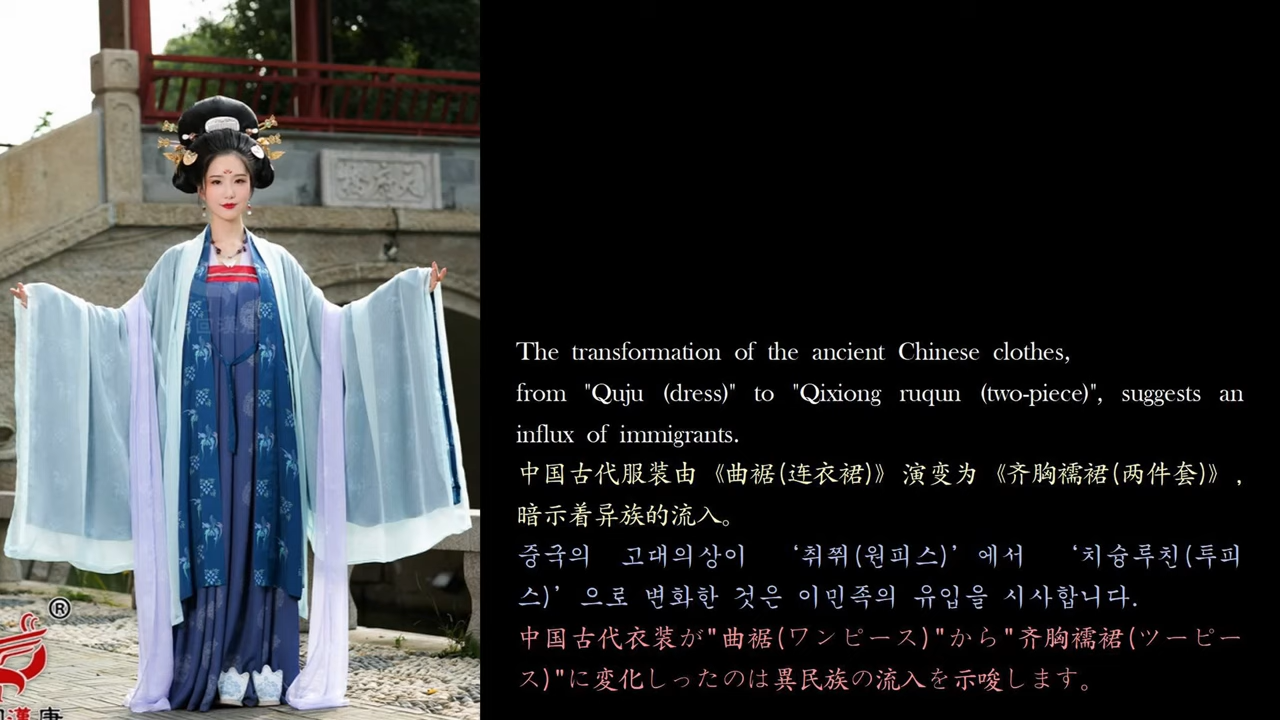 The transformation of the ancient Chinese clothes,
from "Quju (dress)" to "Qixiong ruqun (two-piece)", suggests an
influx of immigrants.
中国古代服装由《曲裾(连衣裙)》演变为《齐胸襦裙(两件套)》,
暗示着异族的流入。
중국의 고대의상이 ‘취쮜(원피스)’에서 ‘치슝루췬(투피
스)’으로 변화한 것은 이민족의 유입을 시사합니다.
中国古代衣装が"曲裾(ワンピース)"から"齐胸襦裙(ツーピー
ス)"に変化しったのは異民族の流入を示唆します。
®